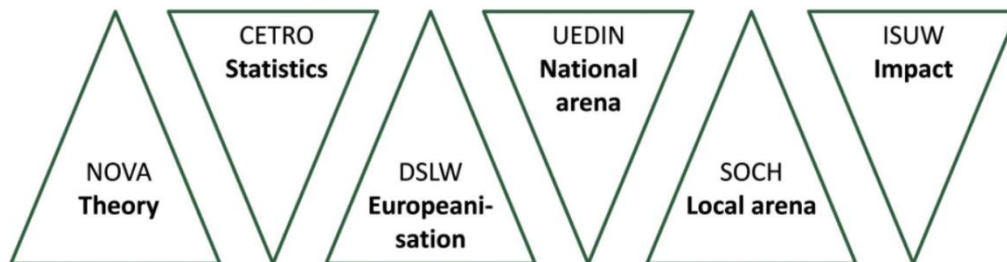 NOVA
Theory
CETRO
Statistics
DSLW
Europeani-
sation
UEDIN
National
arena
SOCH
Local arena
ISUW
Impact